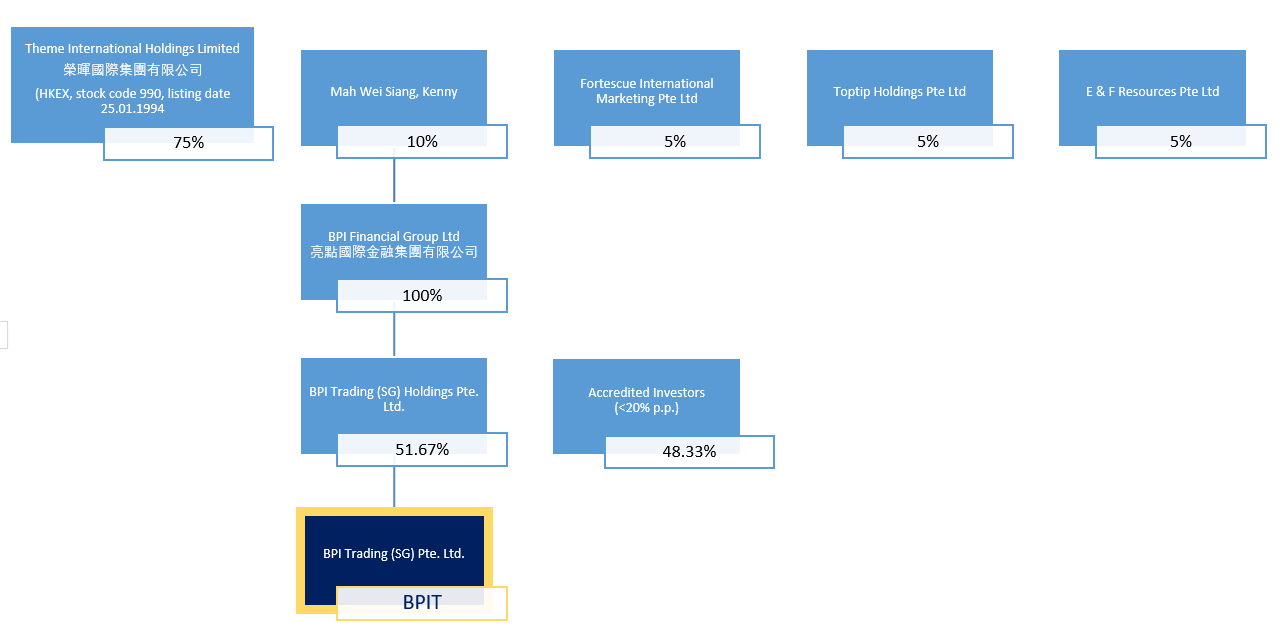 Theme International Holdings Limited
榮暉國際集團有限公司
(HKEX, stock code 990, listing date
25.01.1994
75%
Mah Wei Siang, Kenny
10%
Fortescue International
Marketing Pte Ltd
5%
Toptip Holdings Pte Ltd
5%
E & F Resources Pte Ltd
5%
BPI Financial Group Ltd
亮點國際金融集團有限公司
100%
BPI Trading (SG) Holdings Pte.
Ltd.
51.67%
Accredited Investors
(<20% p.p.)
48.33%
BPI Trading (SG) Pte. Ltd.
BPIT